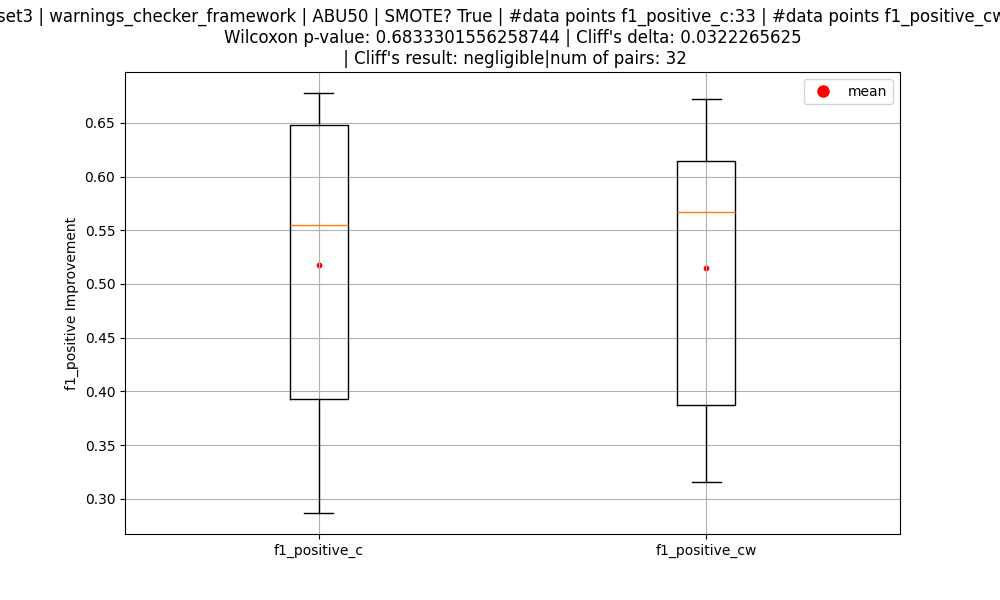 set3 | warnings_checker_framework | ABU50 | SMOTE? True | #data points f1_positive_c:33 | #data points f1_positive_cw
Wilcoxon p-value: 0.6833301556258744 | Cliff's delta: 0.0322265625
| Cliff's result: negligible|num of pairs: 32
mean
0.65
0.60
0.55
0.50
0.45
0.40
0.35
0.30
f1_positive Improvement
f1_positive_c
f1_positive_cw